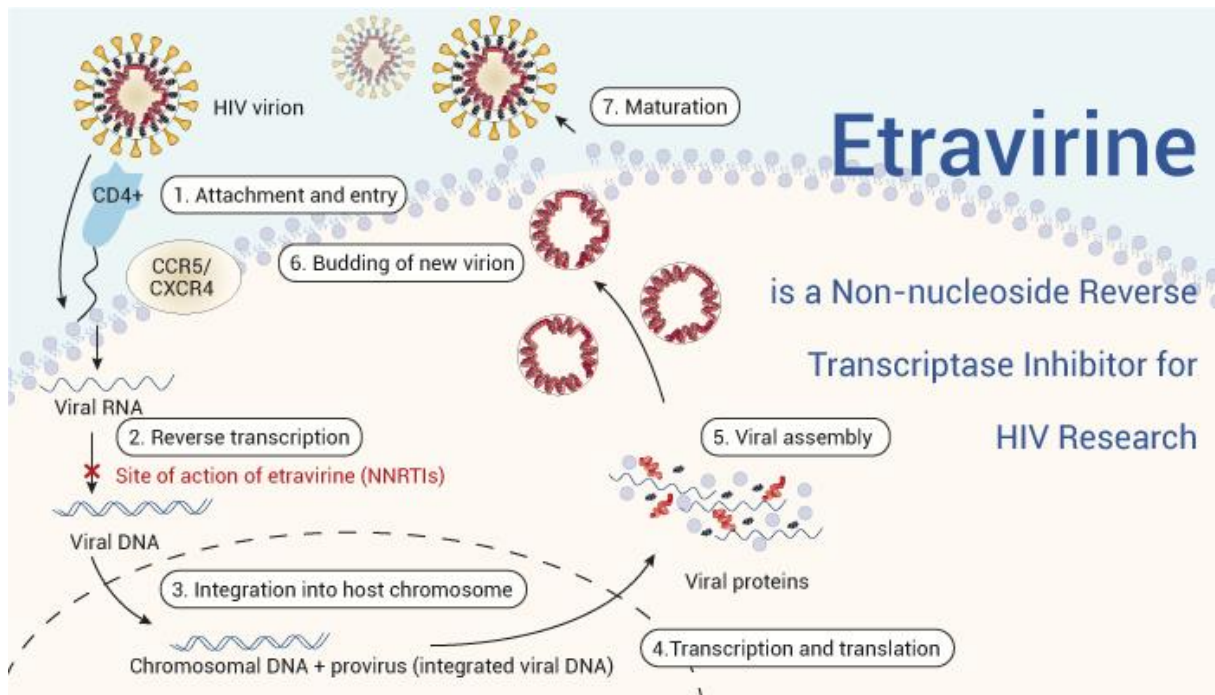 HIV virion
7. Maturation
Etravirine
CD4+
1. Attachment and entry
CCR5/
CXCR4
6. Budding of new virion
is a Non-nucleoside Reverse
Transcriptase Inhibitor for
HIV Research
Viral RNA
2. Reverse transcription
Site of action of etravirine (NNRTIs)
5. Viral assembly
Viral DNA
Viral proteins
3. Integration into host chromosome
4.Transcription and translation
Chromosomal DNA + provirus (integrated viral DNA)